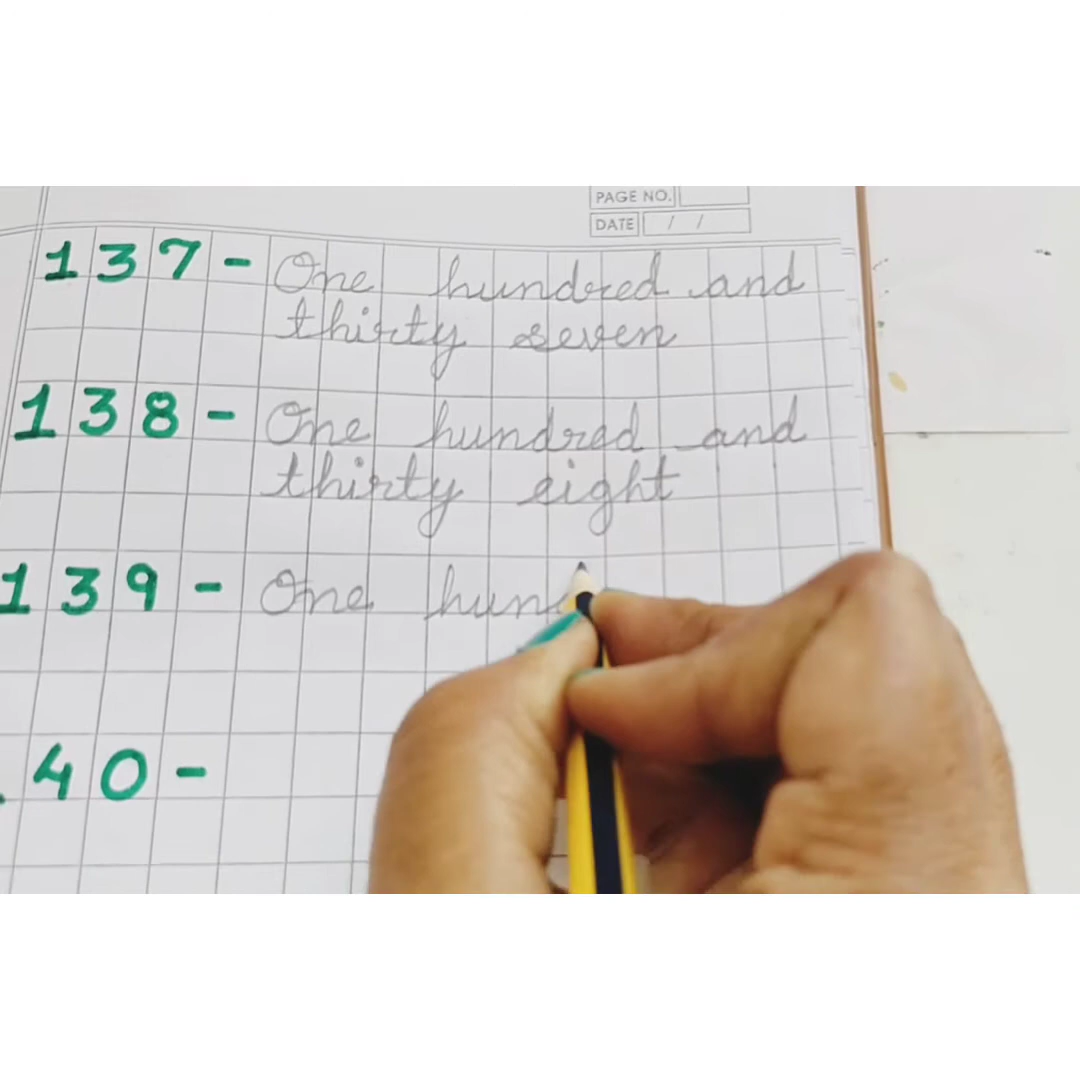 PAGE NO.
DATE / /
137 - One hundred and
thirty seven
138 - One hundred and
thirty eight
139 - One hun
40 -